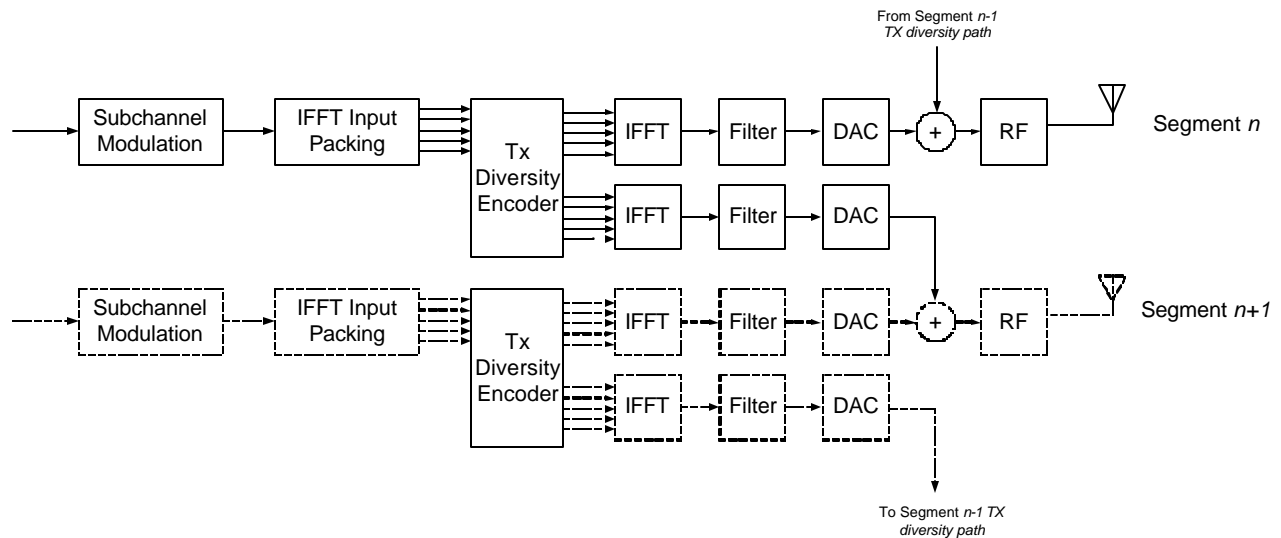 From Segment n-1
TX diversity path
Subchannel
Modulation
IFFT Input
Packing
Tx
Diversity
Encoder
IFFT
Filter
DAC
+
RF
Segment n
IFFT
Filter
DAC
Subchannel
Modulation
IFFT Input
Packing
Tx
Diversity
Encoder
IFFT
Filter
DAC
+
RF
Segment n+1
IFFT
Filter
DAC
To Segment n-1 TX
diversity path